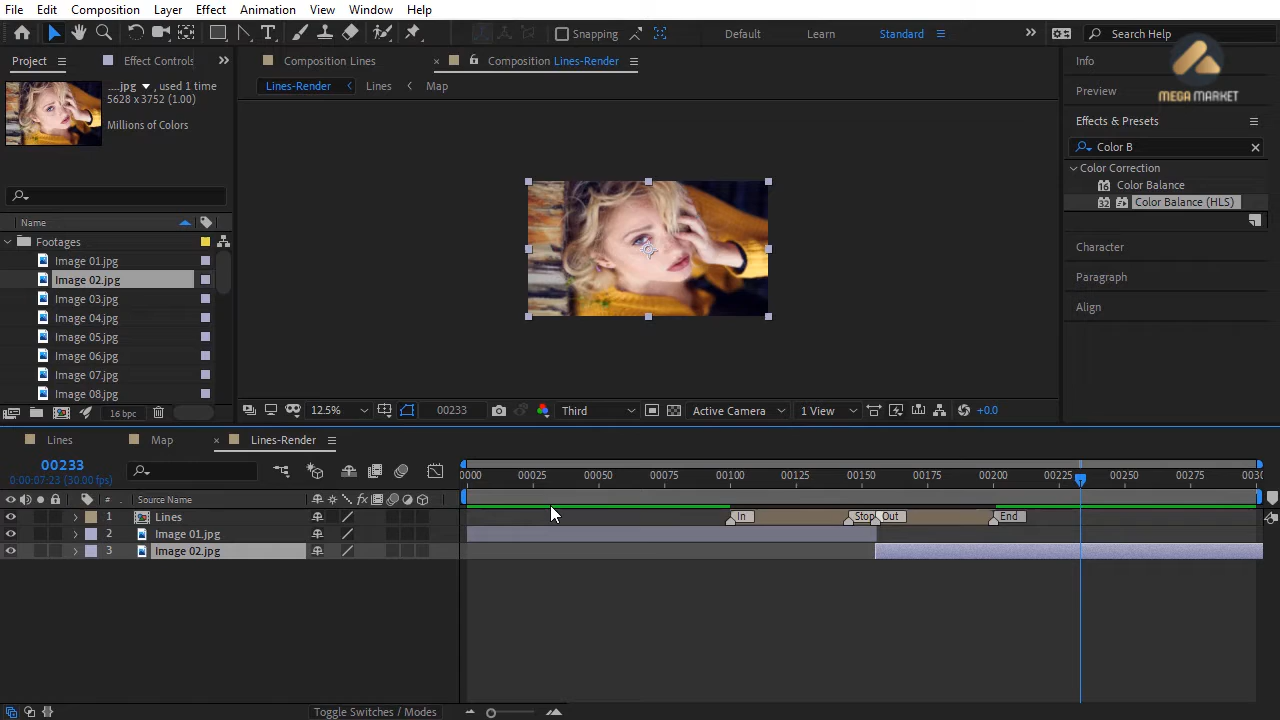 File Edit Composition Layer Effect Animation View Window Help
Snapping Default Learn Standard Search Help
MEGA MARKET
Project Effect Controls
....jpg , used 1 time
5628 x 3752 (1.00)
Millions of Colors
Name
Footages
Image 01.jpg
Image 02.jpg
Image 03.jpg
Image 04.jpg
Image 05.jpg
Image 06.jpg
Image 07.jpg
Image 08.jpg
16 bpc
Composition Lines Composition Lines-Render
Lines-Render Lines Map
12.5% 00233 Third Active Camera 1 View +0.0
Info
Preview
Effects & Presets
Color B
Color Correction
16 Color Balance
32 Color Balance (HLS)
Character
Paragraph
Align
Lines Map Lines-Render
00233
0:00:07:23 (30.00 fps)
0000 00025 00050 00075 00100 00125 00150 00175 00200 00225 00250 00275 0030
# Source Name
1 Lines
2 Image 01.jpg
3 Image 02.jpg
In Stop Out End
Toggle Switches / Modes